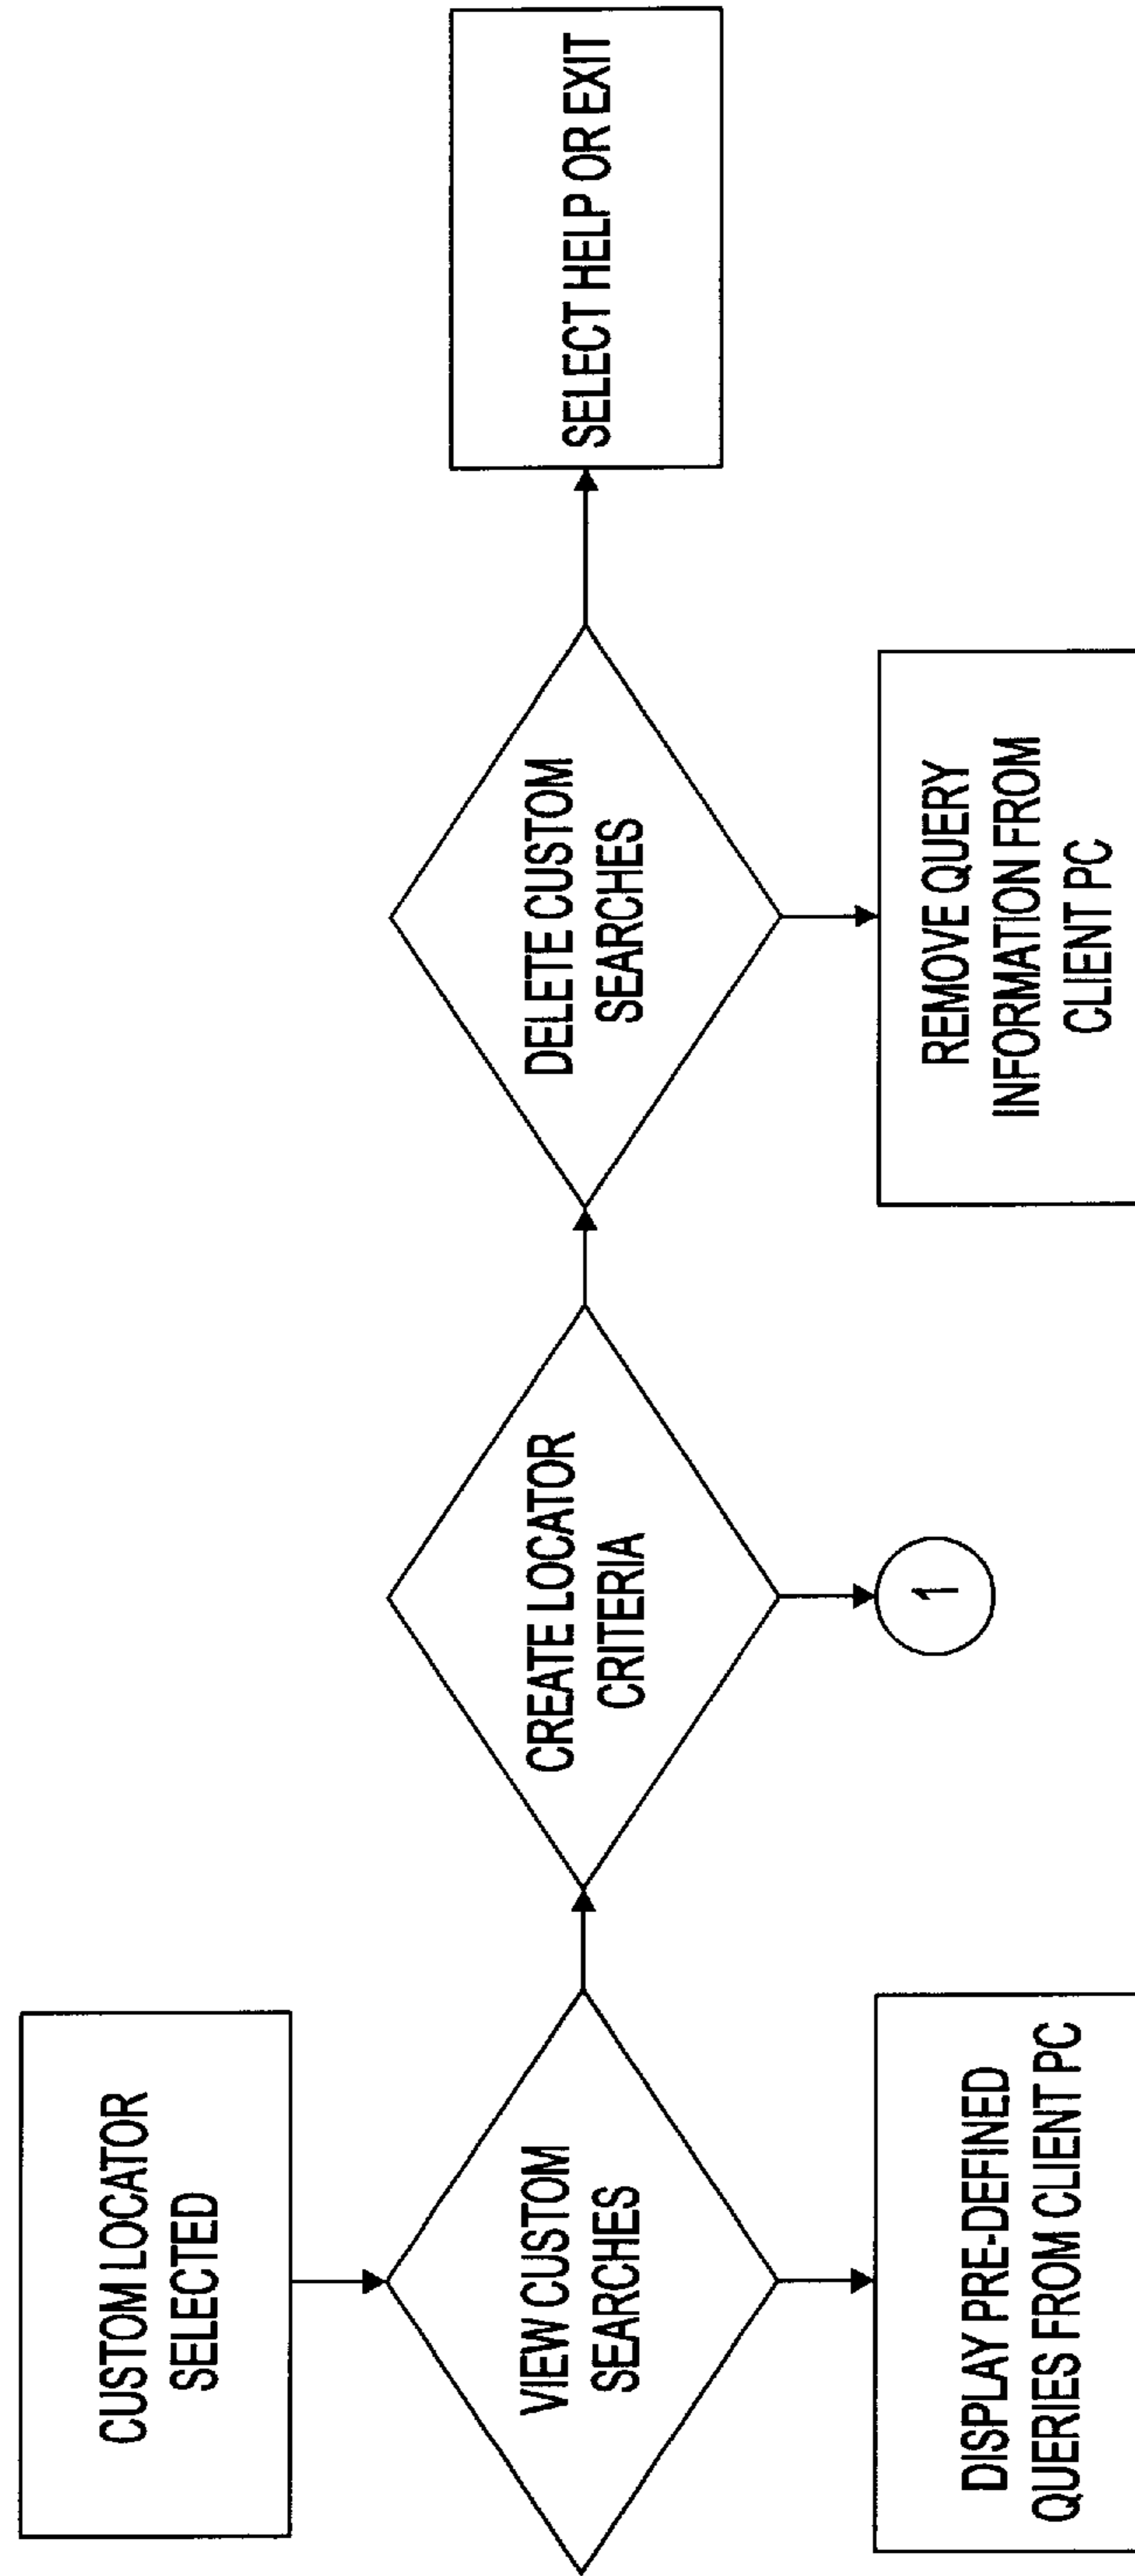 CUSTOM LOCATOR
SELECTED
VIEW CUSTOM
SEARCHES
DISPLAY PRE-DEFINED
QUERIES FROM CLIENT PC
CREATE LOCATOR
CRITERIA
1
DELETE CUSTOM
SEARCHES
REMOVE QUERY
INFORMATION FROM
CLIENT PC
SELECT HELP OR EXIT